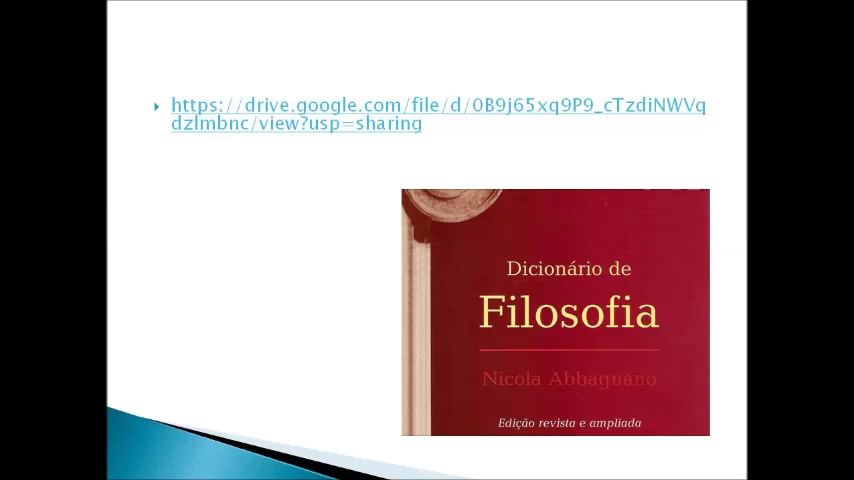 https://drive.google.com/file/d/0B9j65xq9P9_cTzdiNWVq
dzlmbnc/view?usp=sharing
Dicionário de
Filosofia
Nicola Abbagnano
Edição revista e ampliada